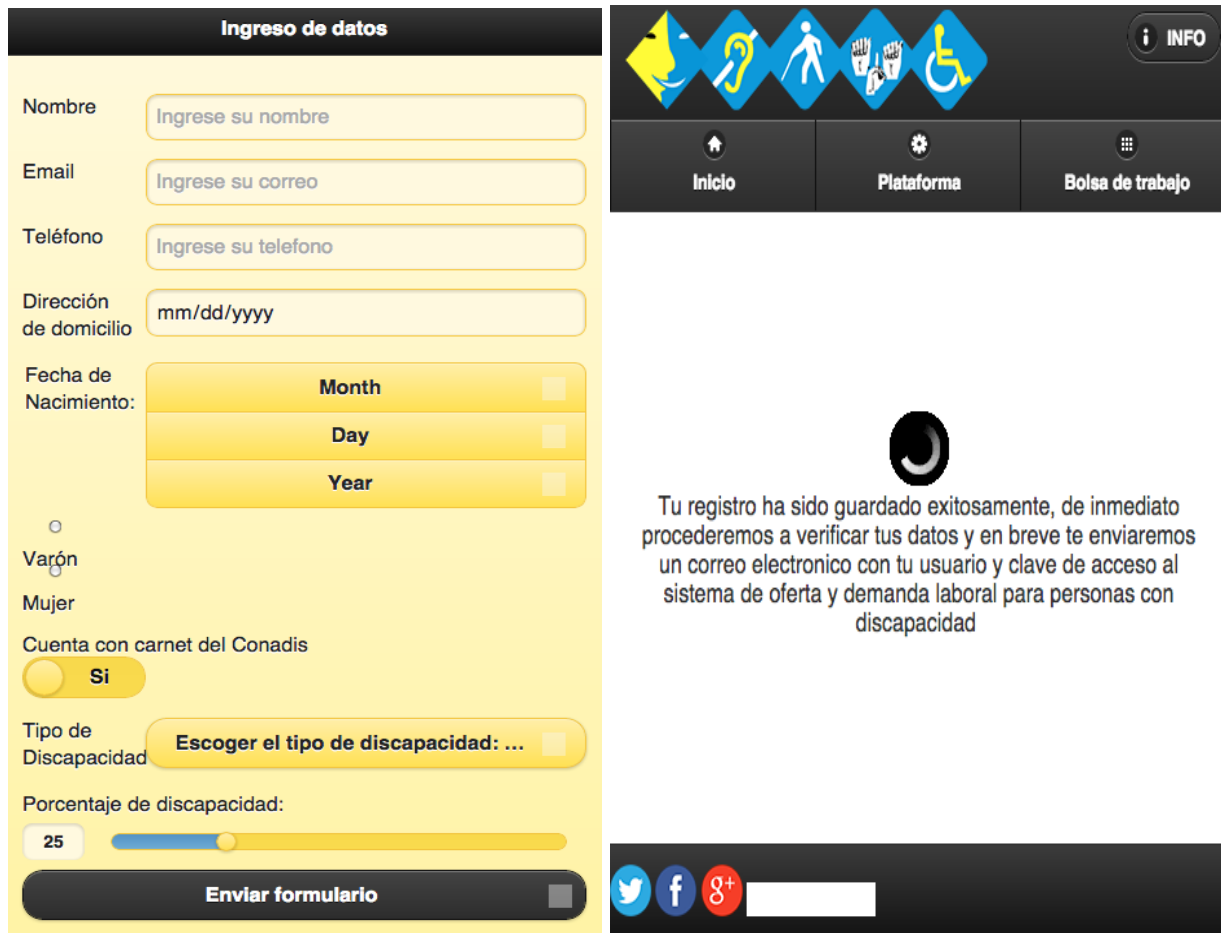 Ingreso de datos
Nombre
Ingrese su nombre
Email
Ingrese su correo
Teléfono
Ingrese su telefono
Dirección
de domicilio
mm/dd/yyyy
Fecha de
Nacimiento:
Month
Day
Year
Varón
Mujer
Cuenta con carnet del Conadis
Si
Tipo de
Discapacidad
Escoger el tipo de discapacidad: ...
Porcentaje de discapacidad:
25
Enviar formulario
i INFO
Inicio
Plataforma
Bolsa de trabajo
Tu registro ha sido guardado exitosamente, de inmediato
procederemos a verificar tus datos y en breve te enviaremos
un correo electronico con tu usuario y clave de acceso al
sistema de oferta y demanda laboral para personas con
discapacidad
f
g+